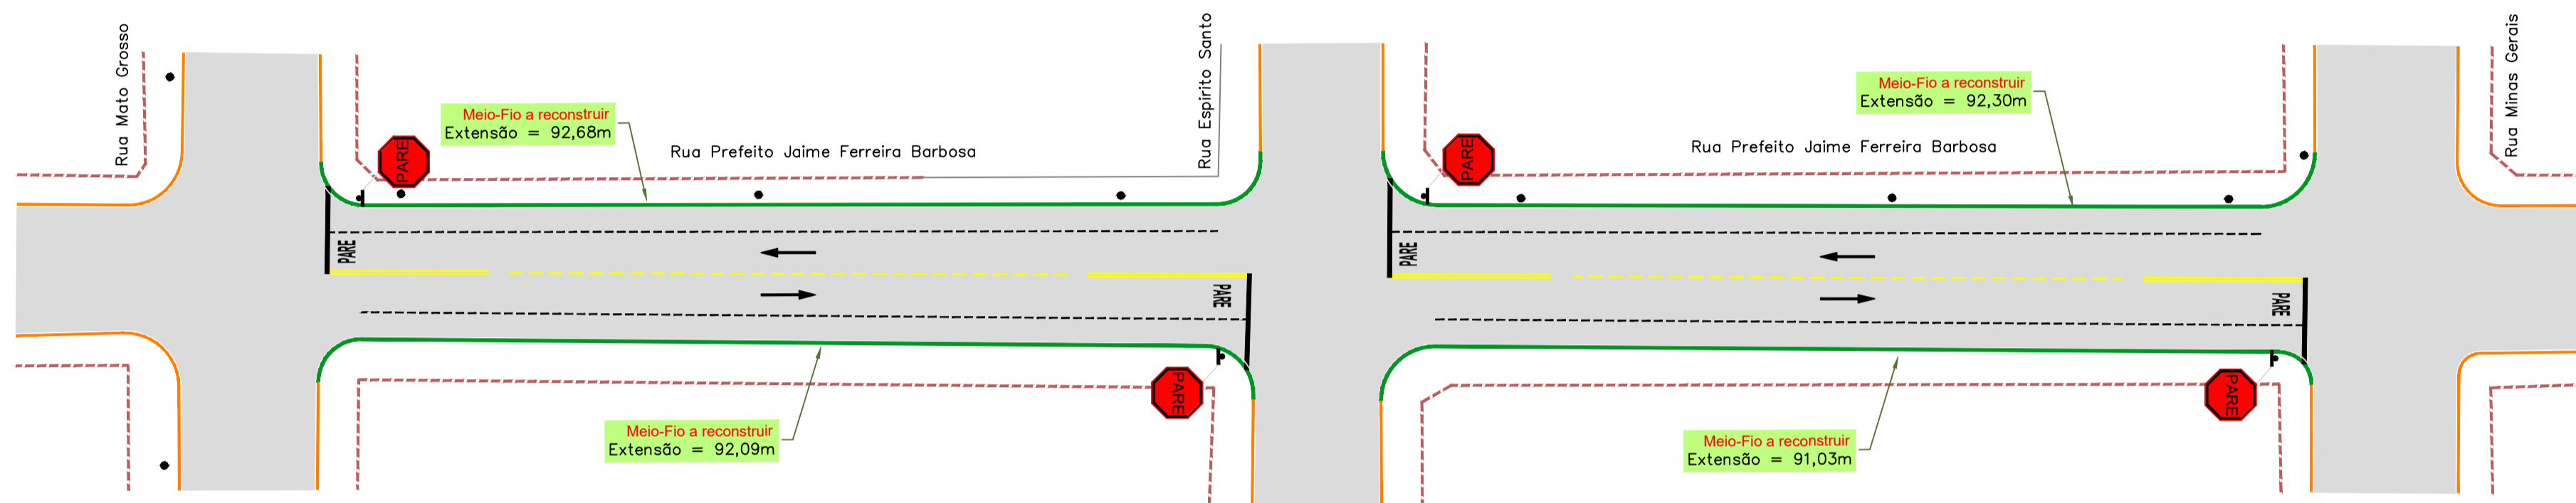 Rua Mato Grosso
Meio-Fio a reconstruir
Extensão = 92,68m
PARE
Rua Prefeito Jaime Ferreira Barbosa
Rua Espirito Santo
PARE
PARE
PARE
Meio-Fio a reconstruir
Extensão = 92,09m
PARE
Meio-Fio a reconstruir
Extensão = 92,30m
Rua Prefeito Jaime Ferreira Barbosa
Rua Minas Gerais
PARE
PARE
PARE
Meio-Fio a reconstruir
Extensão = 91,03m